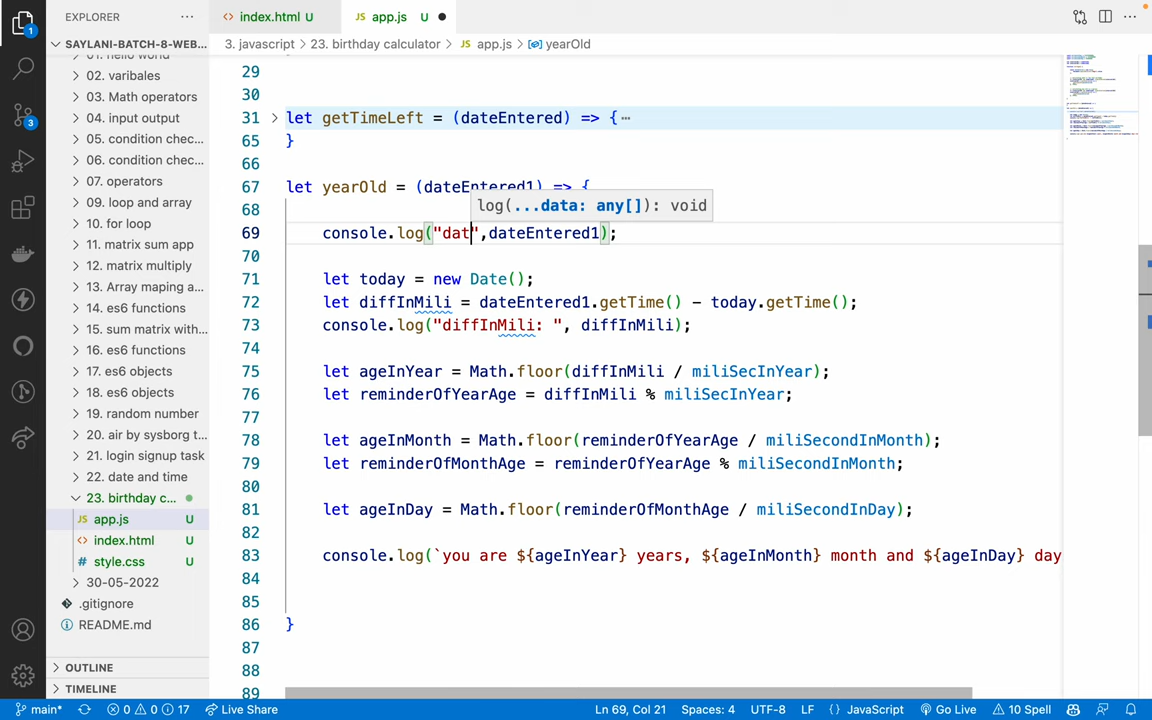 EXPLORER
index.html U
JS app.js U
SAYLANI-BATCH-8-WEB...
3. javascript > 23. birthday calculator > JS app.js > yearOld
02. varibales
03. Math operators
04. input output
05. condition chec...
06. condition chec...
07. operators
09. loop and array
10. for loop
11. matrix sum app
12. matrix multiply
13. Array maping a...
14. es6 functions
15. sum matrix with...
16. es6 functions
17. es6 objects
18. es6 objects
19. random number
20. air by sysborg t...
21. login signup task
22. date and time
23. birthday c...
JS app.js U
index.html U
# style.css U
30-05-2022
.gitignore
README.md
OUTLINE
TIMELINE
29
30
31 let getTimeLeft = (dateEntered) => {
65 }
66
67 let yearOld = (dateEntered1) => {
log(...data: any[]): void
68
69 console.log("dat",dateEntered1);
70
71 let today = new Date();
72 let diffInMili = dateEntered1.getTime() - today.getTime();
73 console.log("diffInMili: ", diffInMili);
74
75 let ageInYear = Math.floor(diffInMili / miliSecInYear);
76 let reminderOfYearAge = diffInMili % miliSecInYear;
77
78 let ageInMonth = Math.floor(reminderOfYearAge / miliSecondInMonth);
79 let reminderOfMonthAge = reminderOfYearAge % miliSecondInMonth;
80
81 let ageInDay = Math.floor(reminderOfMonthAge / miliSecondInDay);
82
83 console.log(`you are ${ageInYear} years, ${ageInMonth} month and ${ageInDay} day
84
85
86 }
87
88
89
main* 0 0 17 Live Share Ln 69, Col 21 Spaces: 4 UTF-8 LF {} JavaScript Go Live 10 Spell